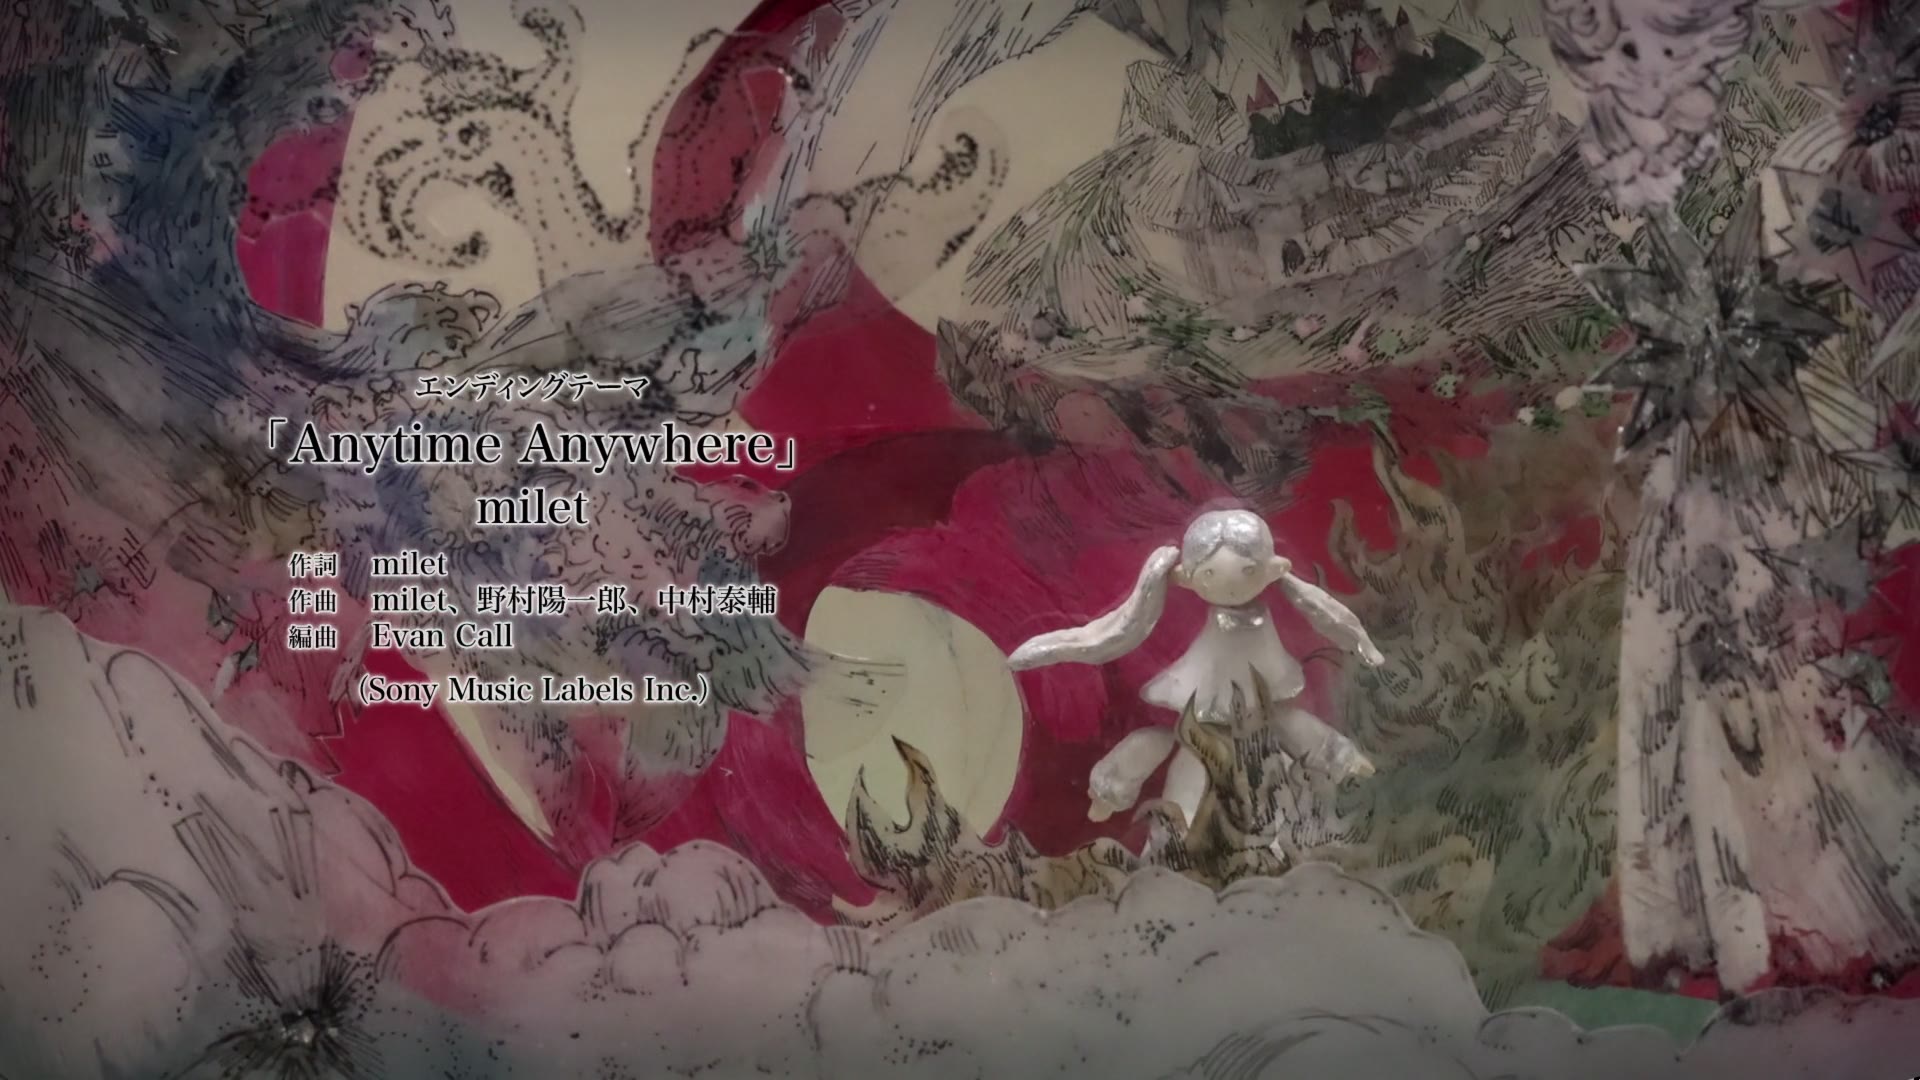 エンディングテーマ
「Anytime Anywhere」
milet
作詞 milet
作曲 milet、野村陽一郎、中村泰輔
編曲 Evan Call
(Sony Music Labels Inc.)